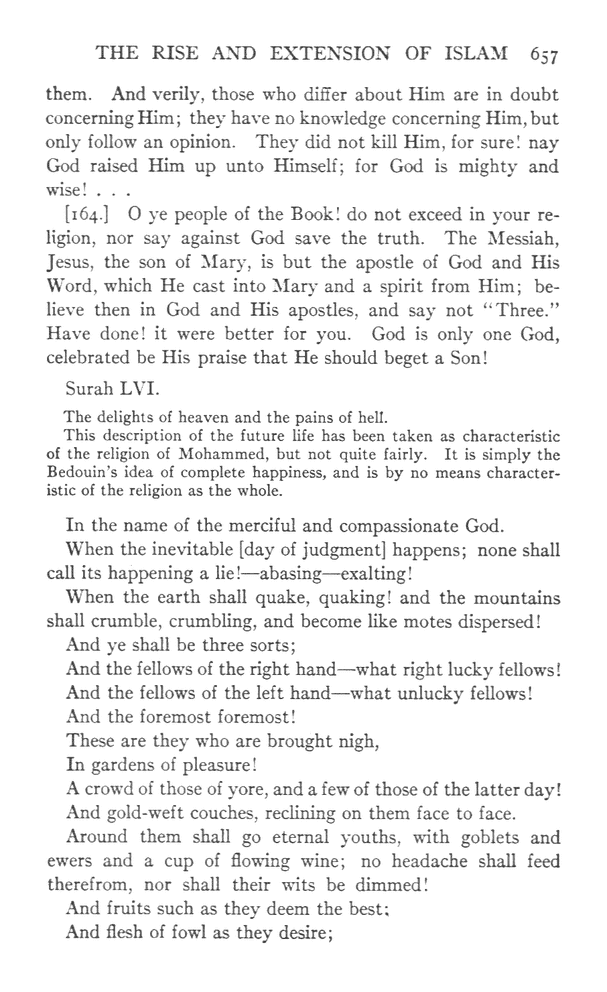 THE RISE AND EXTENSION OF ISLAM 657
them. And verily, those who differ about Him are in doubt
concerning Him; they have no knowledge concerning Him, but
only follow an opinion. They did not kill Him, for sure! nay
God raised Him up unto Himself; for God is mighty and
wise! . . .
[164.] O ye people of the Book! do not exceed in your re-
ligion, nor say against God save the truth. The Messiah,
Jesus, the son of Mary, is but the apostle of God and His
Word, which He cast into Mary and a spirit from Him; be-
lieve then in God and His apostles, and say not “Three.”
Have done! it were better for you. God is only one God,
celebrated be His praise that He should beget a Son!
Surah LVI.
The delights of heaven and the pains of hell.
This description of the future life has been taken as characteristic
of the religion of Mohammed, but not quite fairly. It is simply the
Bedouin’s idea of complete happiness, and is by no means character-
istic of the religion as the whole.
In the name of the merciful and compassionate God.
When the inevitable [day of judgment] happens; none shall
call its happening a lie!—abasing—exalting!
When the earth shall quake, quaking! and the mountains
shall crumble, crumbling, and become like motes dispersed!
And ye shall be three sorts;
And the fellows of the right hand—what right lucky fellows!
And the fellows of the left hand—what unlucky fellows!
And the foremost foremost!
These are they who are brought nigh,
In gardens of pleasure!
A crowd of those of yore, and a few of those of the latter day!
And gold-weft couches, reclining on them face to face.
Around them shall go eternal youths, with goblets and
ewers and a cup of flowing wine; no headache shall feed
therefrom, nor shall their wits be dimmed!
And fruits such as they deem the best;
And flesh of fowl as they desire;